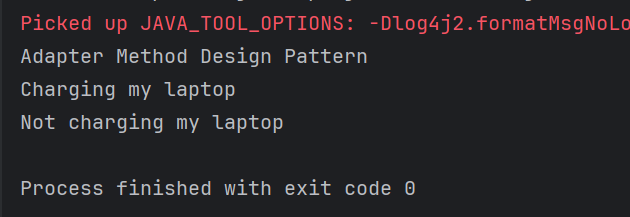 Picked up JAVA_TOOL_OPTIONS: -Dlog4j2.formatMsgNoLo
Adapter Method Design Pattern
Charging my laptop
Not charging my laptop
Process finished with exit code 0